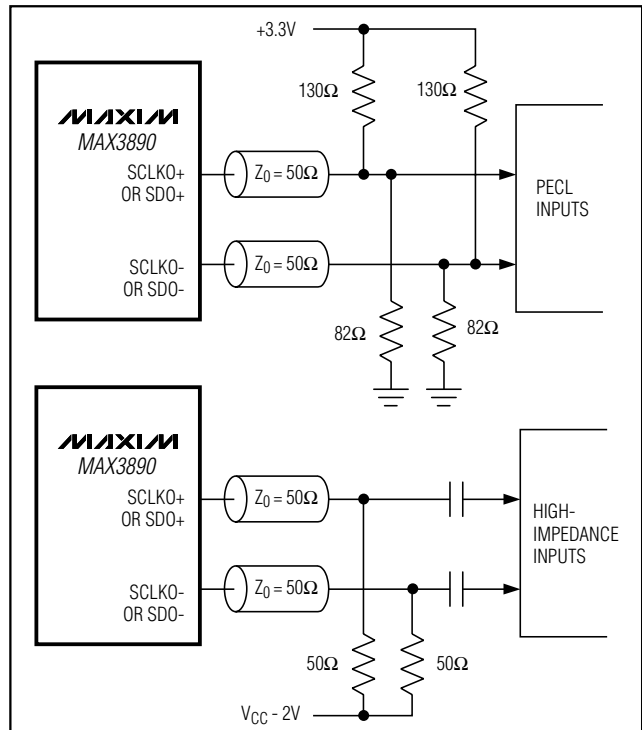 +3.3V
130Ω 130Ω
MAXIM
MAX3890
SCLKO+
OR SDO+
Z0 = 50Ω
PECL
INPUTS
SCLKO-
OR SDO-
Z0 = 50Ω
82Ω 82Ω
MAXIM
MAX3890
SCLKO+
OR SDO+
Z0 = 50Ω
HIGH-
IMPEDANCE
INPUTS
SCLKO-
OR SDO-
Z0 = 50Ω
50Ω 50Ω
VCC - 2V